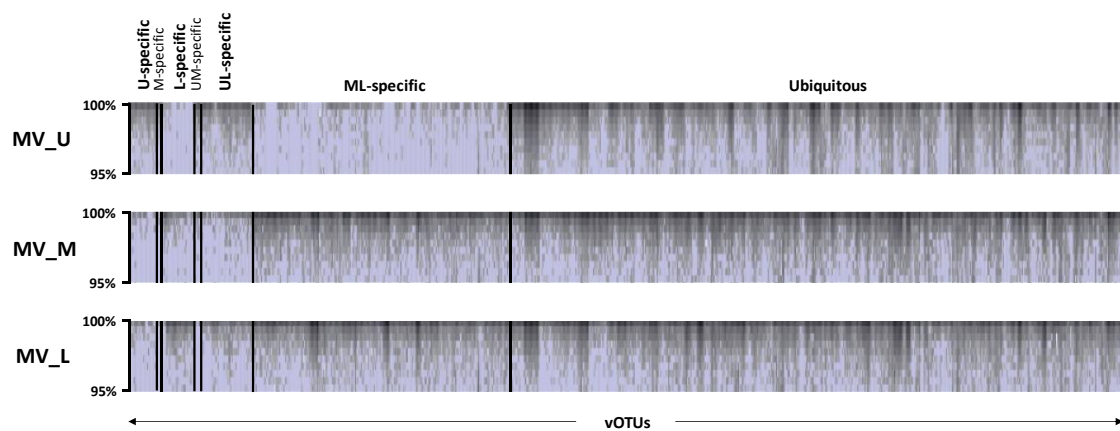 U-specific
M-specific
L-specific
UM-specific
UL-specific
ML-specific
Ubiquitous
100%
MV_U
95%
100%
MV_M
95%
100%
MV_L
95%
vOTUs